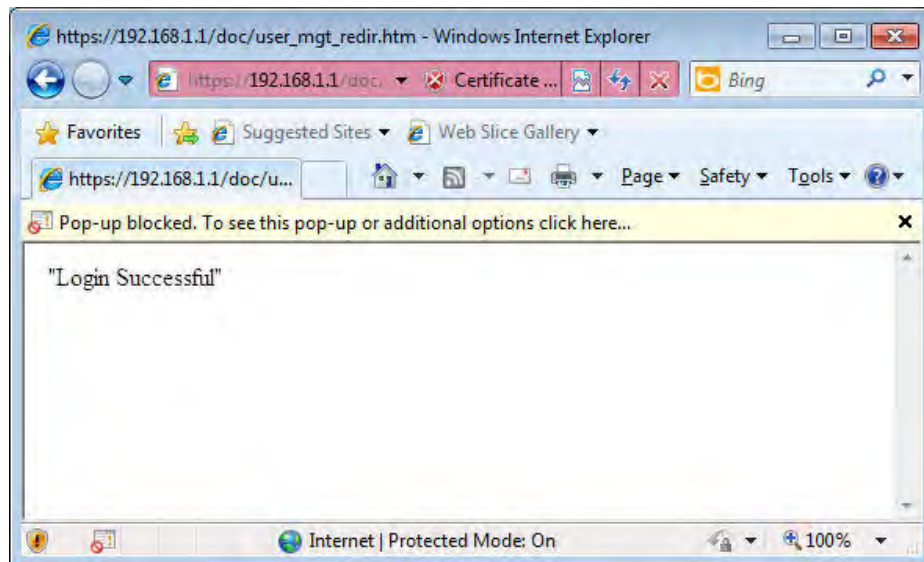 https://192.168.1.1/doc/user_mgt_redir.htm - Windows Internet Explorer
https://192.168.1.1/doc. Certificate ... Bing
Favorites Suggested Sites Web Slice Gallery
https://192.168.1.1/doc/u... Page Safety Tools
Pop-up blocked. To see this pop-up or additional options click here...
"Login Successful"
Internet | Protected Mode: On 100%